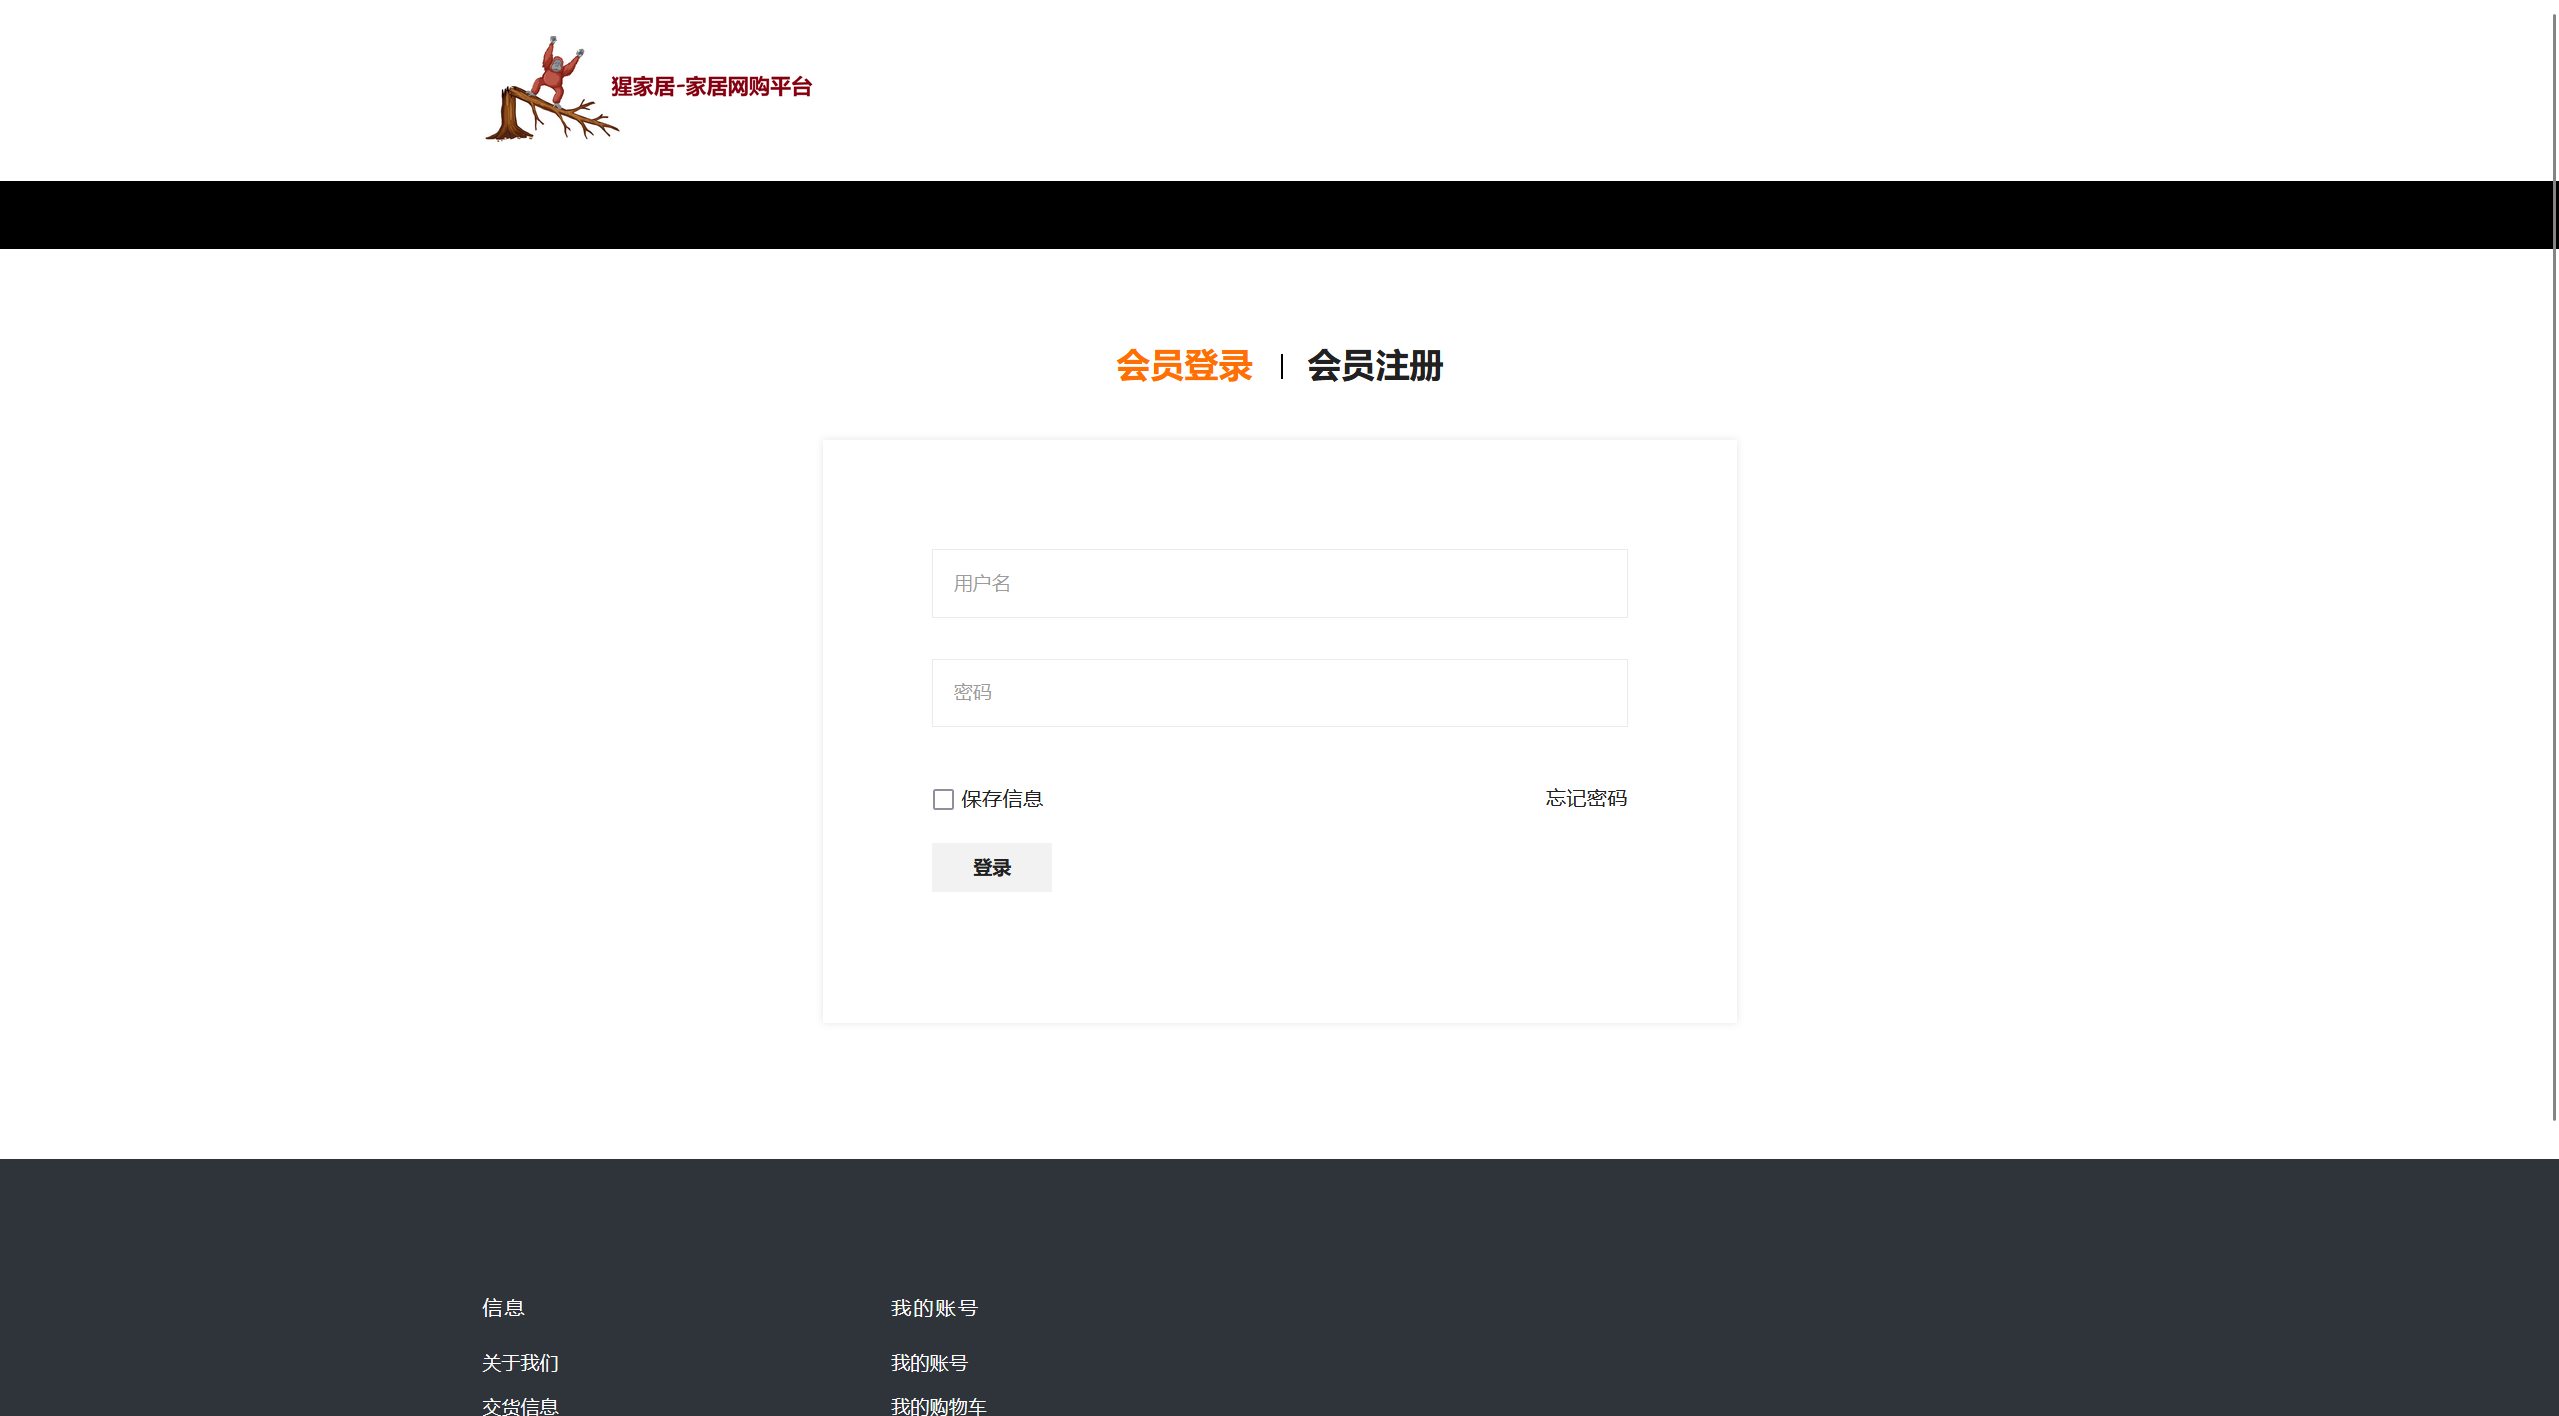 猩家居-家居网购平台
会员登录 | 会员注册
用户名
密码
保存信息 忘记密码
登录
信息 我的账号
关于我们 我的账号
交货信息 我的购物车